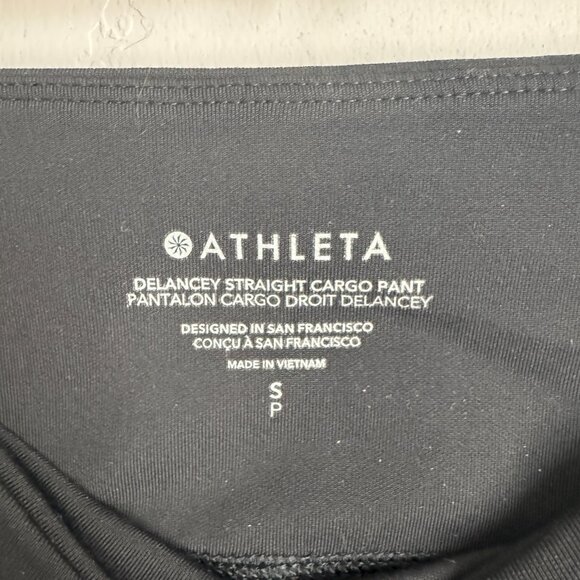 ATHLETA
DELANCEY STRAIGHT CARGO PANT
PANTALON CARGO DROIT DELANCEY
DESIGNED IN SAN FRANCISCO
CONÇU À SAN FRANCISCO
MADE IN VIETNAM
S
P